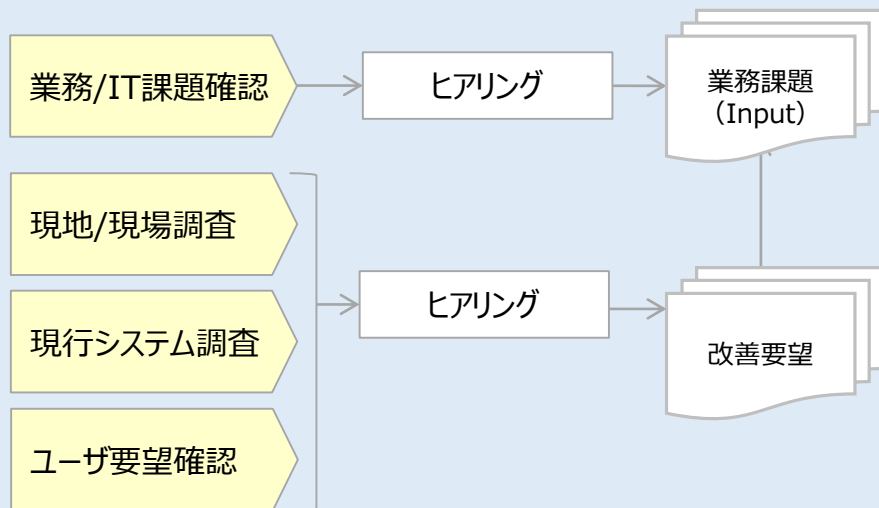 業務/IT課題確認
ヒアリング
業務課題
（Input）
現地/現場調査
現行システム調査
ユーザ要望確認
ヒアリング
改善要望